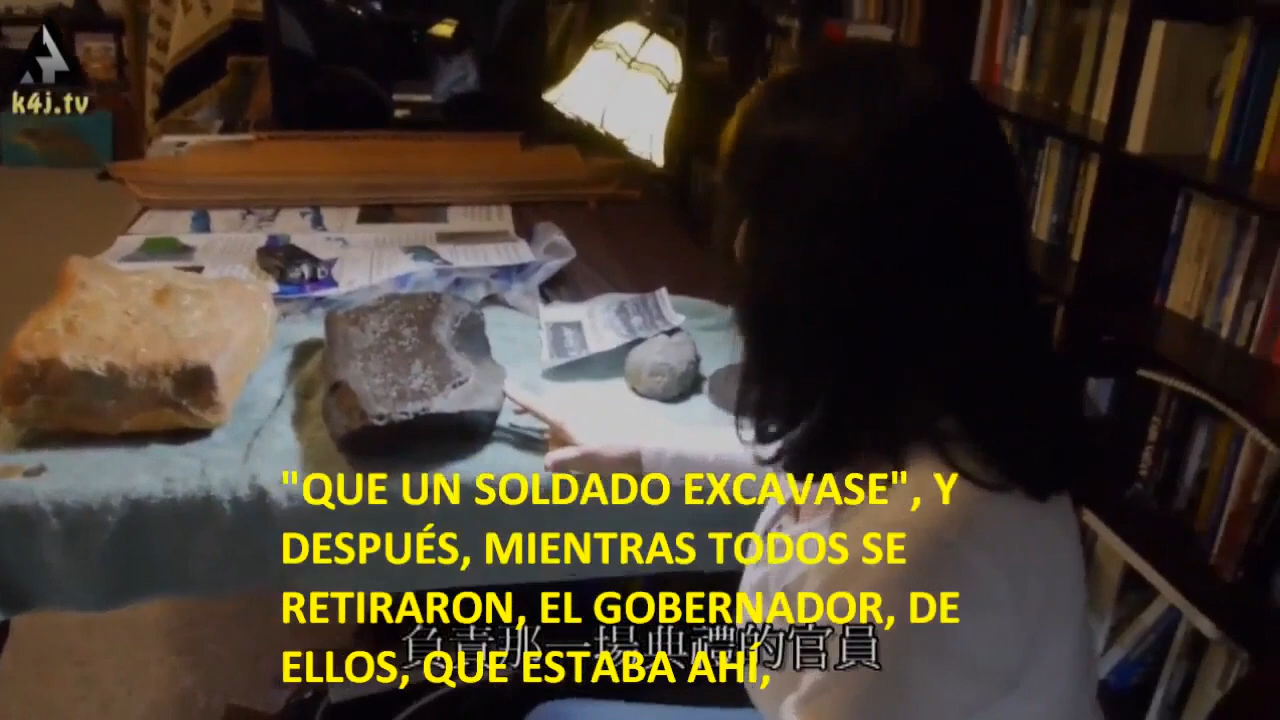 k4j.tv
"QUE UN SOLDADO EXCAVASE", Y
DESPUÉS, MIENTRAS TODOS SE
RETIRARON, EL GOBERNADOR, DE
負責那一場典禮的官員
ELLOS, QUE ESTABA AHÍ,